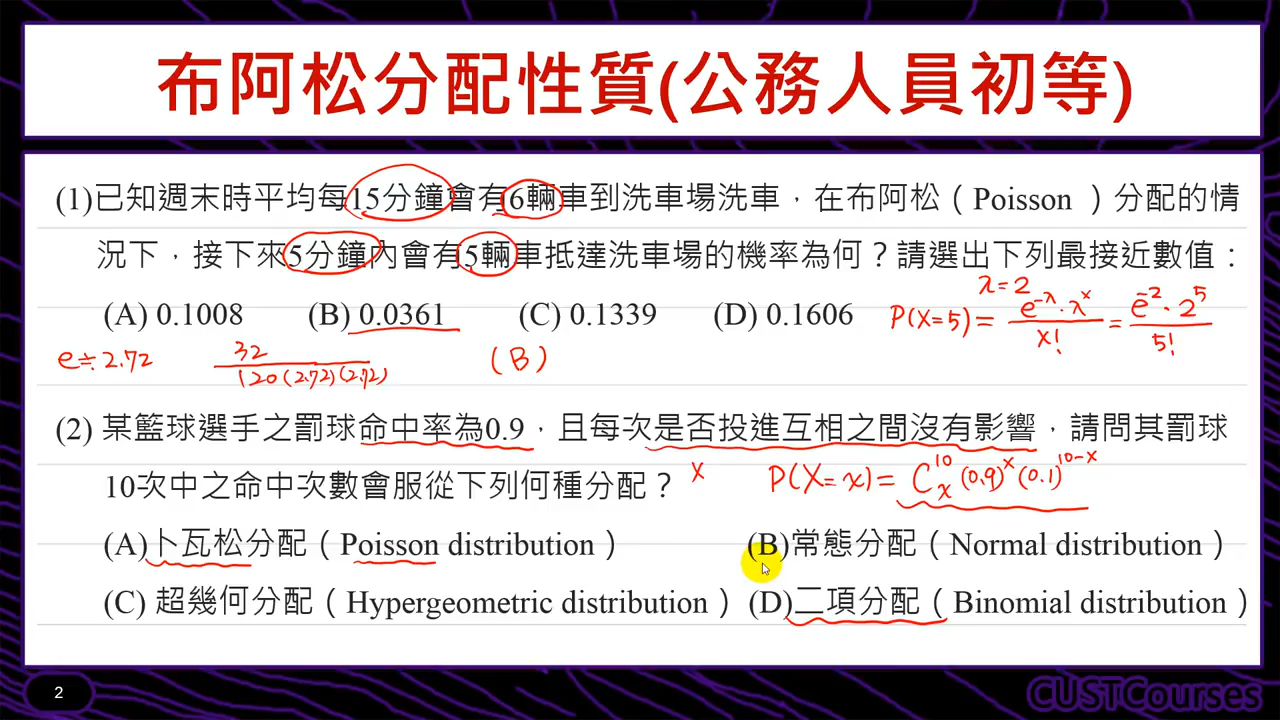 布阿松分配性質(公務人員初等)
(1)已知週末時平均每15分鐘會有6輛車到洗車場洗車，在布阿松（Poisson ）分配的情
況下，接下來5分鐘內會有5輛車抵達洗車場的機率為何？請選出下列最接近數值：
λ=2
(A) 0.1008 (B) 0.0361 (C) 0.1339 (D) 0.1606 P(X=5) = e^-λ · λ^x / x! = e^-2 · 2^5 / 5!
e≒2.72 32 / 120(2.72)(2.72) (B)
(2) 某籃球選手之罰球命中率為0.9，且每次是否投進互相之間沒有影響，請問其罰球
10次中之命中次數會服從下列何種分配？ X P(X=x) = C^10_x (0.9)^x (0.1)^10-x
(A)卜瓦松分配（Poisson distribution） (B)常態分配（Normal distribution）
(C) 超幾何分配（Hypergeometric distribution） (D)二項分配（Binomial distribution）
2
CUSTCourses